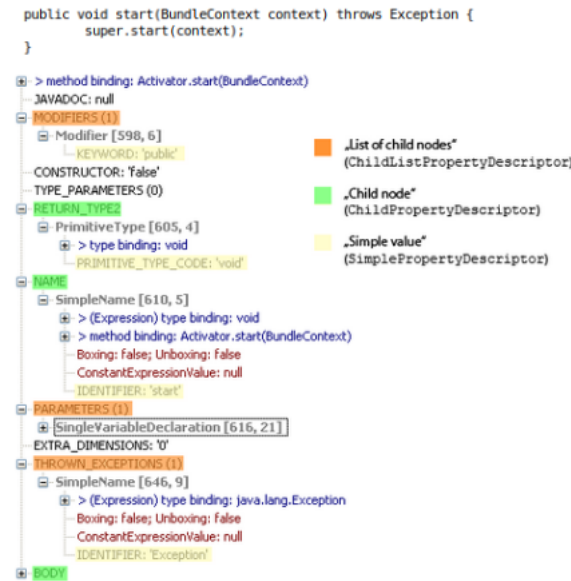 public void start(BundleContext context) throws Exception {
super.start(context);
}
> method binding: Activator.start(BundleContext)
JAVADOC: null
MODIFIERS (1)
Modifier [598, 6]
KEYWORD: 'public'
CONSTRUCTOR: 'false'
TYPE_PARAMETERS (0)
RETURN_TYPE2
PrimitiveType [605, 4]
> type binding: void
PRIMITIVE_TYPE_CODE: 'void'
NAME
SimpleName [610, 5]
> (Expression) type binding: void
> method binding: Activator.start(BundleContext)
Boxing: false; Unboxing: false
ConstantExpressionValue: null
IDENTIFIER: 'start'
PARAMETERS (1)
SingleVariableDeclaration [616, 21]
EXTRA_DIMENSIONS: '0'
THROWN_EXCEPTIONS (1)
SimpleName [646, 9]
> (Expression) type binding: java.lang.Exception
Boxing: false; Unboxing: false
ConstantExpressionValue: null
IDENTIFIER: 'Exception'
BODY
„List of child nodes“
(ChildListPropertyDescriptor)
„Child node“
(ChildPropertyDescriptor)
„Simple value“
(SimplePropertyDescriptor)